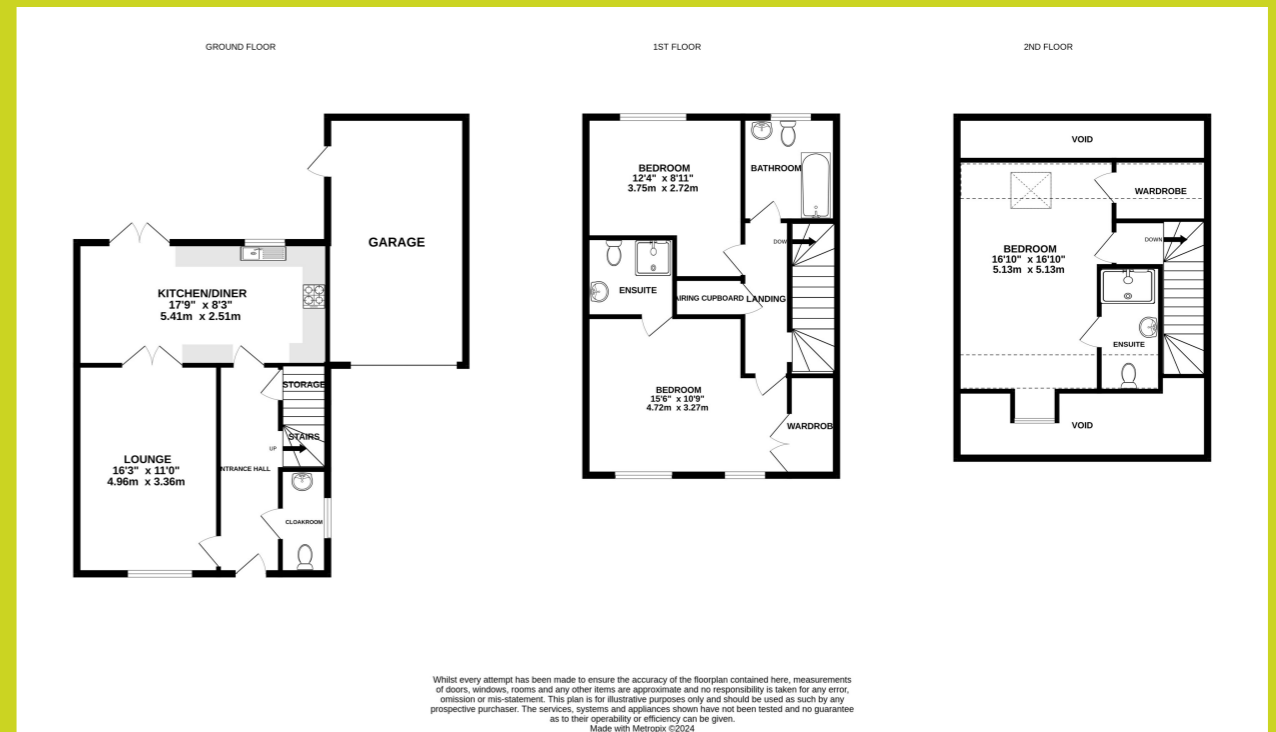 GROUND FLOOR
1ST FLOOR
2ND FLOOR
GARAGE
KITCHEN/DINER
17'9" x 8'3"
5.41m x 2.51m
STORAGE
STAIRS
UP
LOUNGE
16'3" x 11'0"
4.96m x 3.36m
NTRANCE HALL
CLOAKROOM
BEDROOM
12'4" x 8'11"
3.75m x 2.72m
BATHROOM
DOW
ENSUITE
AIRING CUPBOARD
LANDING
BEDROOM
15'6" x 10'9"
4.72m x 3.27m
WARDROB
VOID
WARDROBE
BEDROOM
16'10" x 16'10"
5.13m x 5.13m
DOWN
ENSUITE
VOID
Whilst every attempt has been made to ensure the accuracy of the floorplan contained here, measurements
of doors, windows, rooms and any other items are approximate and no responsibility is taken for any error,
omission or mis-statement. This plan is for illustrative purposes only and should be used as such by any
prospective purchaser. The services, systems and appliances shown have not been tested and no guarantee
as to their operability or efficiency can be given.
Made with Metropix ©2024